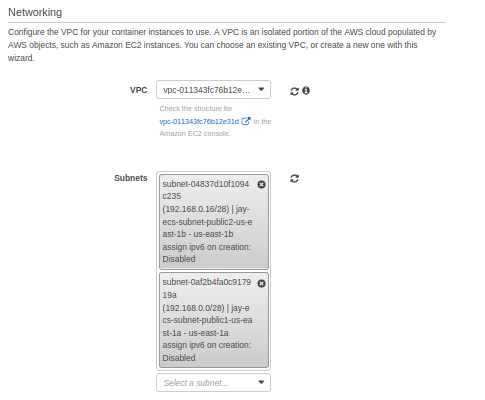 Networking
Configure the VPC for your container instances to use. A VPC is an isolated portion of the AWS cloud populated by
AWS objects, such as Amazon EC2 instances. You can choose an existing VPC, or create a new one with this
wizard.
VPC
vpc-011343fc76b12e...
Check the structure for
vpc-011343fc76b12e31d in the
Amazon EC2 console.
Subnets
subnet-04837d10f1094
c235
(192.168.0.16/28) | jay-
ecs-subnet-public2-us-e
ast-1b - us-east-1b
assign ipv6 on creation:
Disabled
subnet-0af2b4fa0c9179
19a
(192.168.0.0/28) | jay-e
cs-subnet-public1-us-ea
st-1a - us-east-1a
assign ipv6 on creation:
Disabled
Select a subnet...